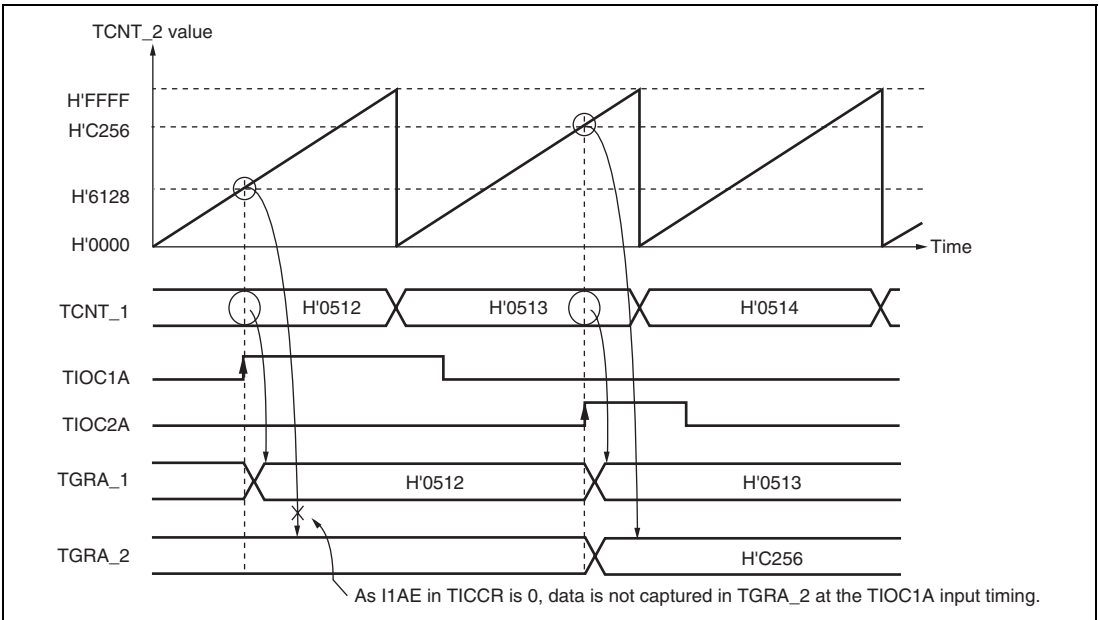 TCNT_2 value
H'FFFF
H'C256
H'6128
H'0000
Time
TCNT_1
H'0512
H'0513
H'0514
TIOC1A
TIOC2A
TGRA_1
H'0512
H'0513
TGRA_2
H'C256
As I1AE in TICCR is 0, data is not captured in TGRA_2 at the TIOC1A input timing.